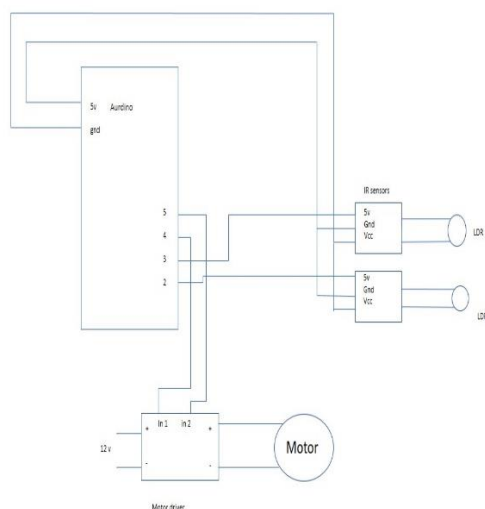 5v Aurdino
gnd
5
4
3
2
IR sensors
5v
Gnd
Vcc
LDR
5v
Gnd
Vcc
LDR
In 1 In 2
+ +
12 v
- -
Motor
Motor driver